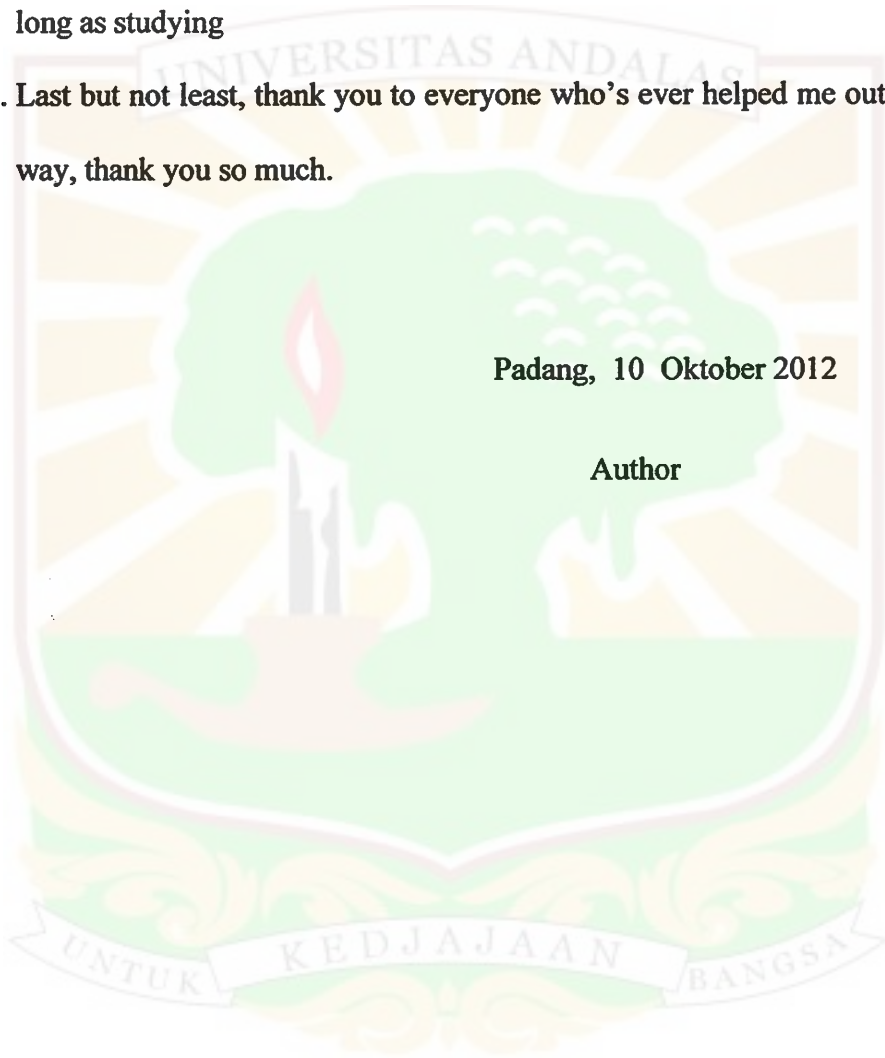 long as studying
UNIVERSITAS ANDALAS
. Last but not least, thank you to everyone who's ever helped me out
way, thank you so much.
Padang, 10 Oktober 2012
Author
UNTUK KEDJAJAAN BANGSA